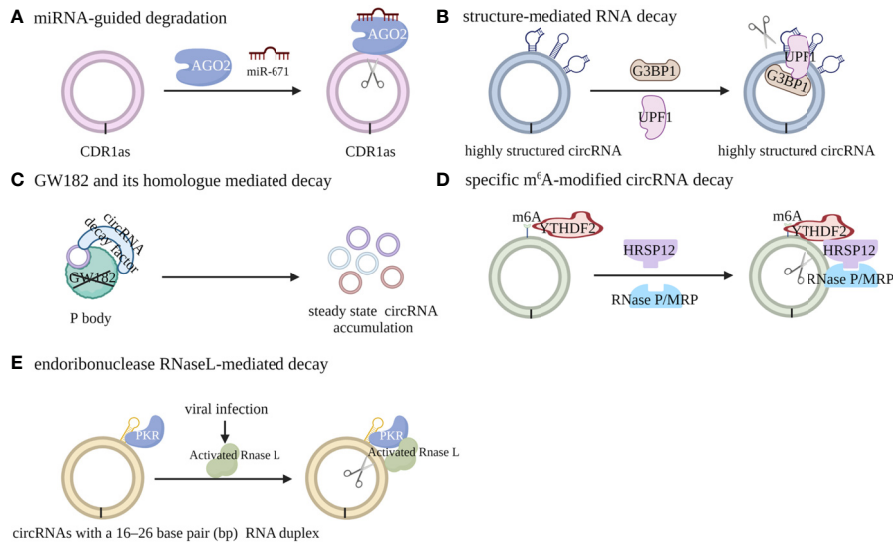 A miRNA-guided degradation
AGO2
miR-671
AGO2
CDR1as
CDR1as
B structure-mediated RNA decay
G3BP1
UPF1
UPF1
G3BP1
highly structured circRNA
highly structured circRNA
C GW182 and its homologue mediated decay
circRNA
decay factor
GW182
P body
steady state circRNA
accumulation
D specific m⁶A-modified circRNA decay
m6A
YTHDF2
HRSP12
RNase P/MRP
m6A
YTHDF2
HRSP12
RNase P/MRP
E endoribonuclease RNaseL-mediated decay
PKR
viral infection
Activated Rnase L
PKR
Activated Rnase L
circRNAs with a 16–26 base pair (bp) RNA duplex